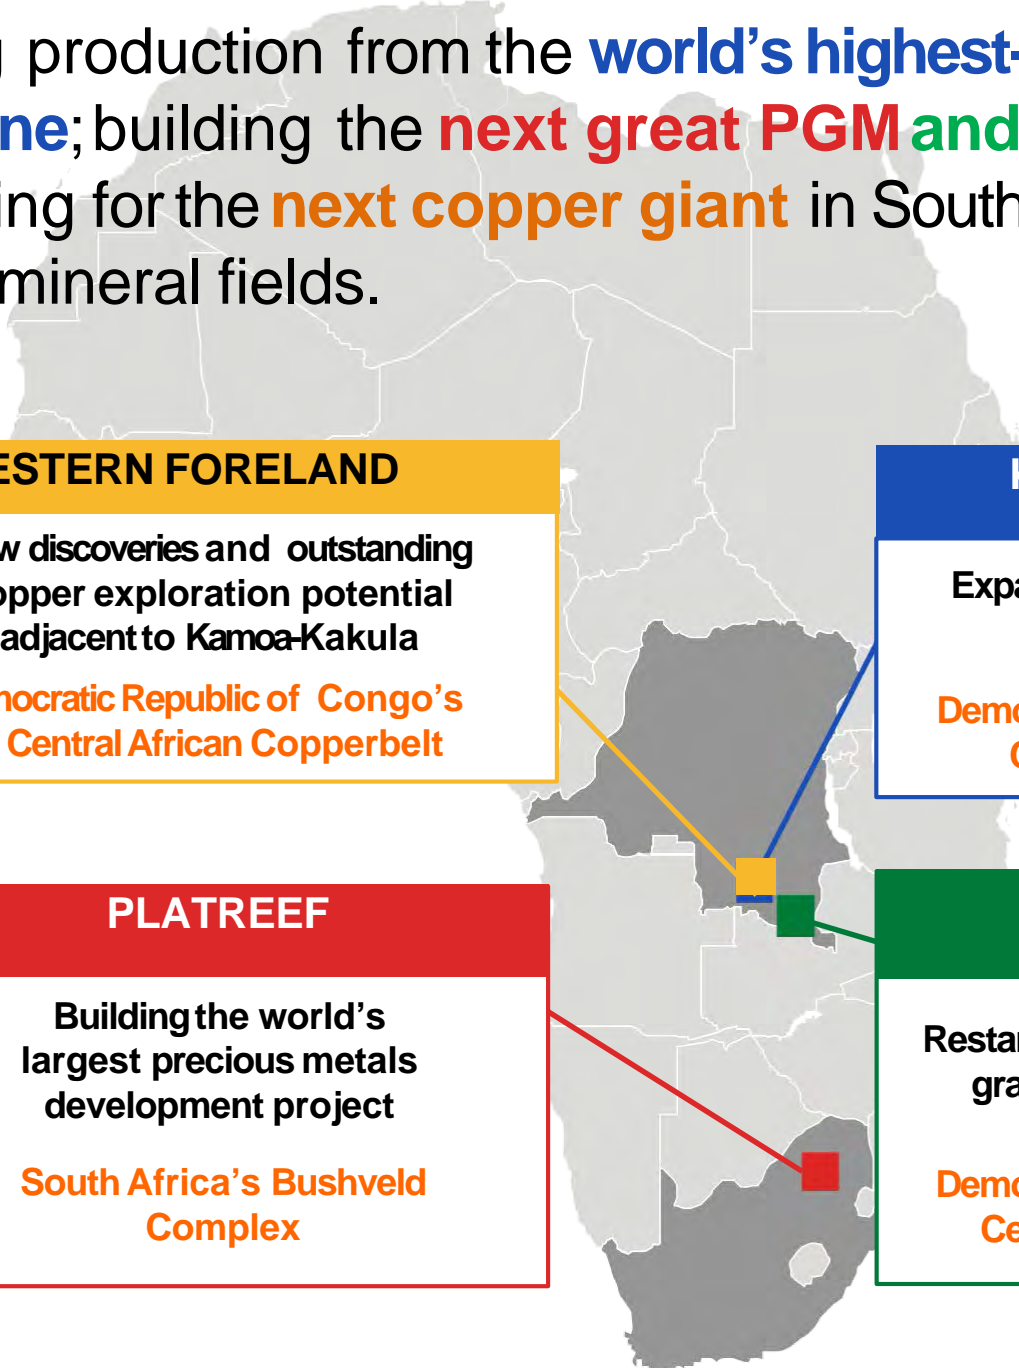 production from the world's highest-
ne; building the next great PGM and
ing for the next copper giant in South
mineral fields.
ESTERN FORELAND
w discoveries and outstanding
opper exploration potential
adjacent to Kamoa-Kakula
nocratic Republic of Congo's
Central African Copperbelt
Expa
Demo
PLATREEF
Building the world's
largest precious metals
development project
South Africa's Bushveld
Complex
Restar
gra
Demo
Ce